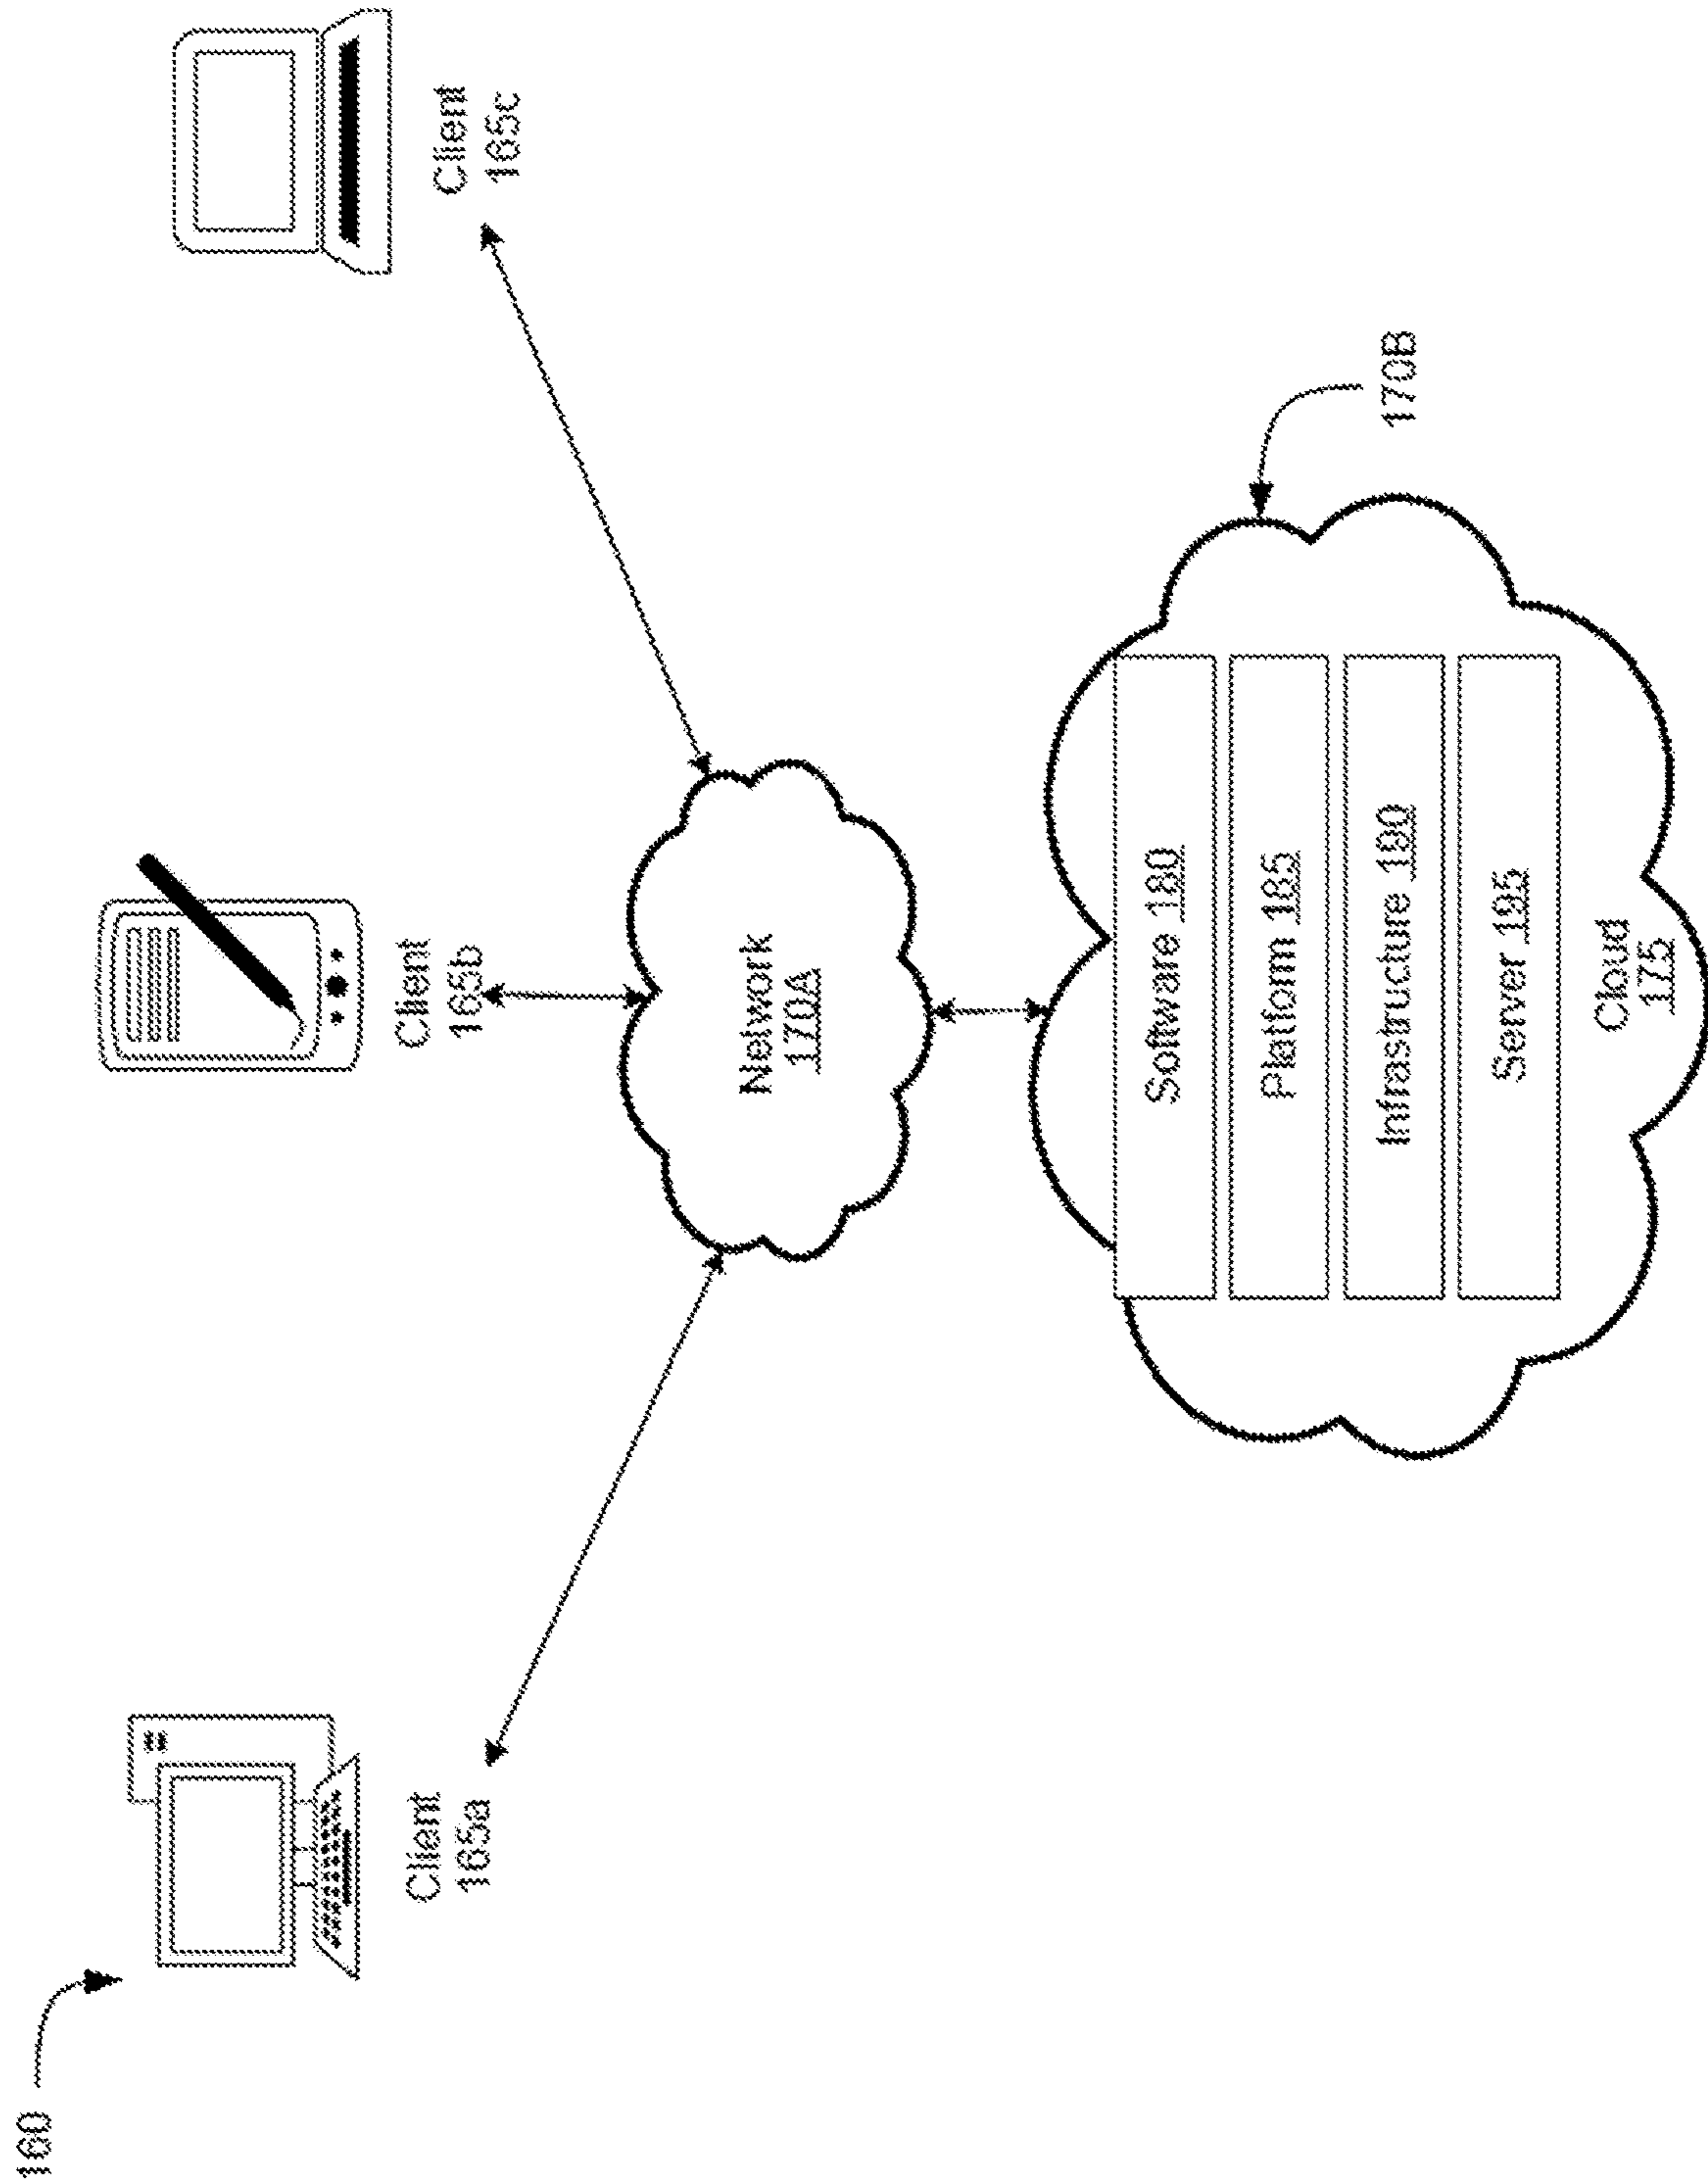 160
Client
165a
Client
165b
Client
165c
Network
170A
170B
Software 180
Platform 185
Infrastructure 190
Server 195
Cloud
175